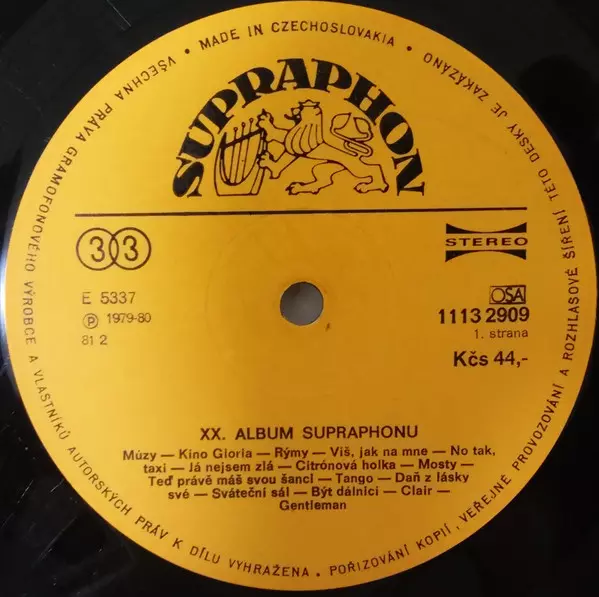 VŠECHNA PRÁVA GRAMOFONOVÉHO VÝROBCE A VLASTNÍKŮ AUTORSKÝCH PRÁV K DÍLU VYHRAŽENA. POŘIZOVÁNÍ KOPIÍ, VEŘEJNÉ PROVOZOVÁNÍ A ROZHLASOVÉ ŠÍŘENÍ TÉTO DESKY JE ZAKÁZÁNO • MADE IN CZECHOSLOVAKIA •
SUPRAPHON
33
STEREO
E 5337
Ⓟ 1979-80
81 2
OSA
1113 2909
1. strana
Kčs 44,-
XX. ALBUM SUPRAPHONU
Múzy — Kino Gloria — Rýmy — Víš, jak na mne — No tak,
taxi — Já nejsem zlá — Citrónová holka — Mosty —
Teď právě máš svou šanci — Tango — Daň z lásky
své — Sváteční sál — Být dálnicí — Clair —
Gentleman